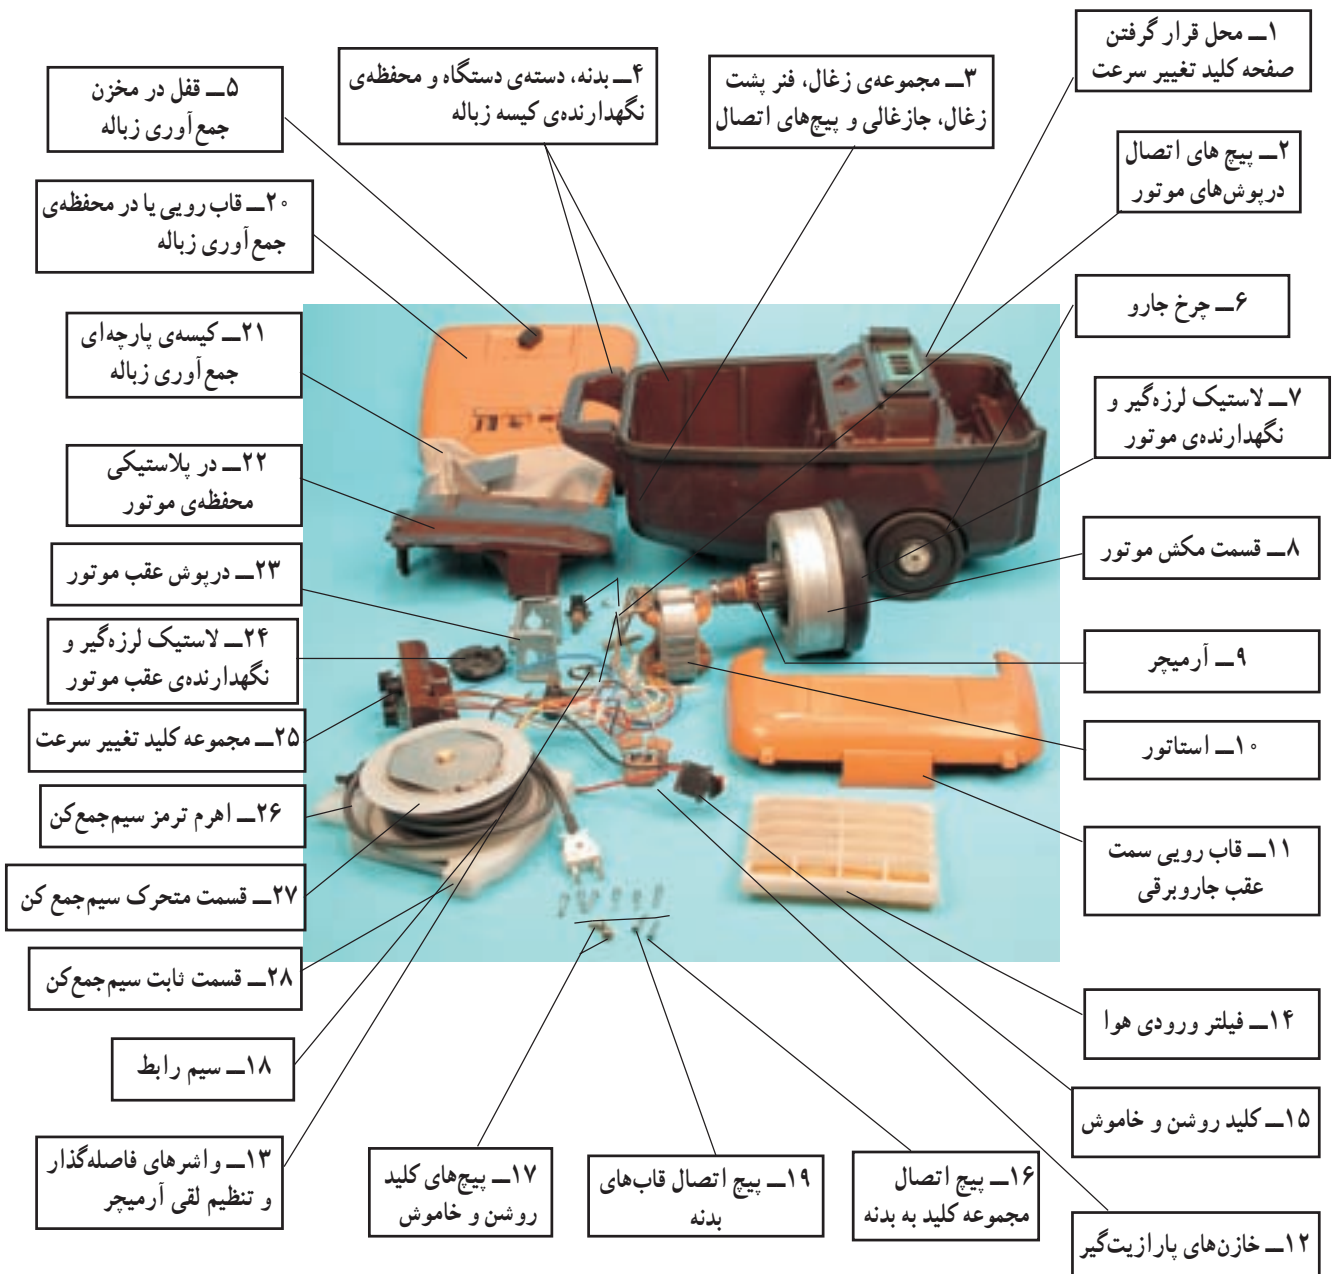 ۱ــ محل قرار گرفتن
صفحه کلید تغییر سرعت
۲ــ پیچ های اتصال
درپوش‌های موتور
۳ــ مجموعه‌ی زغال، فنر پشت
زغال، جازغالی و پیچ‌های اتصال
۴ــ بدنه، دسته‌ی دستگاه و محفظه‌ی
نگهدارنده‌ی کیسه زباله
۵ــ قفل در مخزن
جمع‌آوری زباله
۲۰ــ قاب رویی یا در محفظه‌ی
جمع‌آوری زباله
۶ــ چرخ جارو
۲۱ــ کیسه‌ی پارچه‌ای
جمع‌آوری زباله
۷ــ لاستیک لرزه‌گیر و
نگهدارنده‌ی موتور
۲۲ــ در پلاستیکی
محفظه‌ی موتور
۸ــ قسمت مکش موتور
۲۳ــ درپوش عقب موتور
۲۴ــ لاستیک لرزه‌گیر و
نگهدارنده‌ی عقب موتور
۹ــ آرمیچر
۲۵ــ مجموعه کلید تغییر سرعت
۱۰ــ استاتور
۲۶ــ اهرم ترمز سیم‌جمع‌کن
۱۱ــ قاب رویی سمت
عقب جاروبرقی
۲۷ــ قسمت متحرک سیم‌جمع کن
۲۸ــ قسمت ثابت سیم‌جمع‌کن
۱۴ــ فیلتر ورودی هوا
۱۸ــ سیم رابط
۱۵ــ کلید روشن و خاموش
۱۳ــ واشرهای فاصله‌گذار
و تنظیم لقی آرمیچر
۱۷ــ پیچ‌های کلید
روشن و خاموش
۱۹ــ پیچ اتصال قاب‌های
بدنه
۱۶ــ پیچ اتصال
مجموعه کلید به بدنه
۱۲ــ خازن‌های پارازیت‌گیر